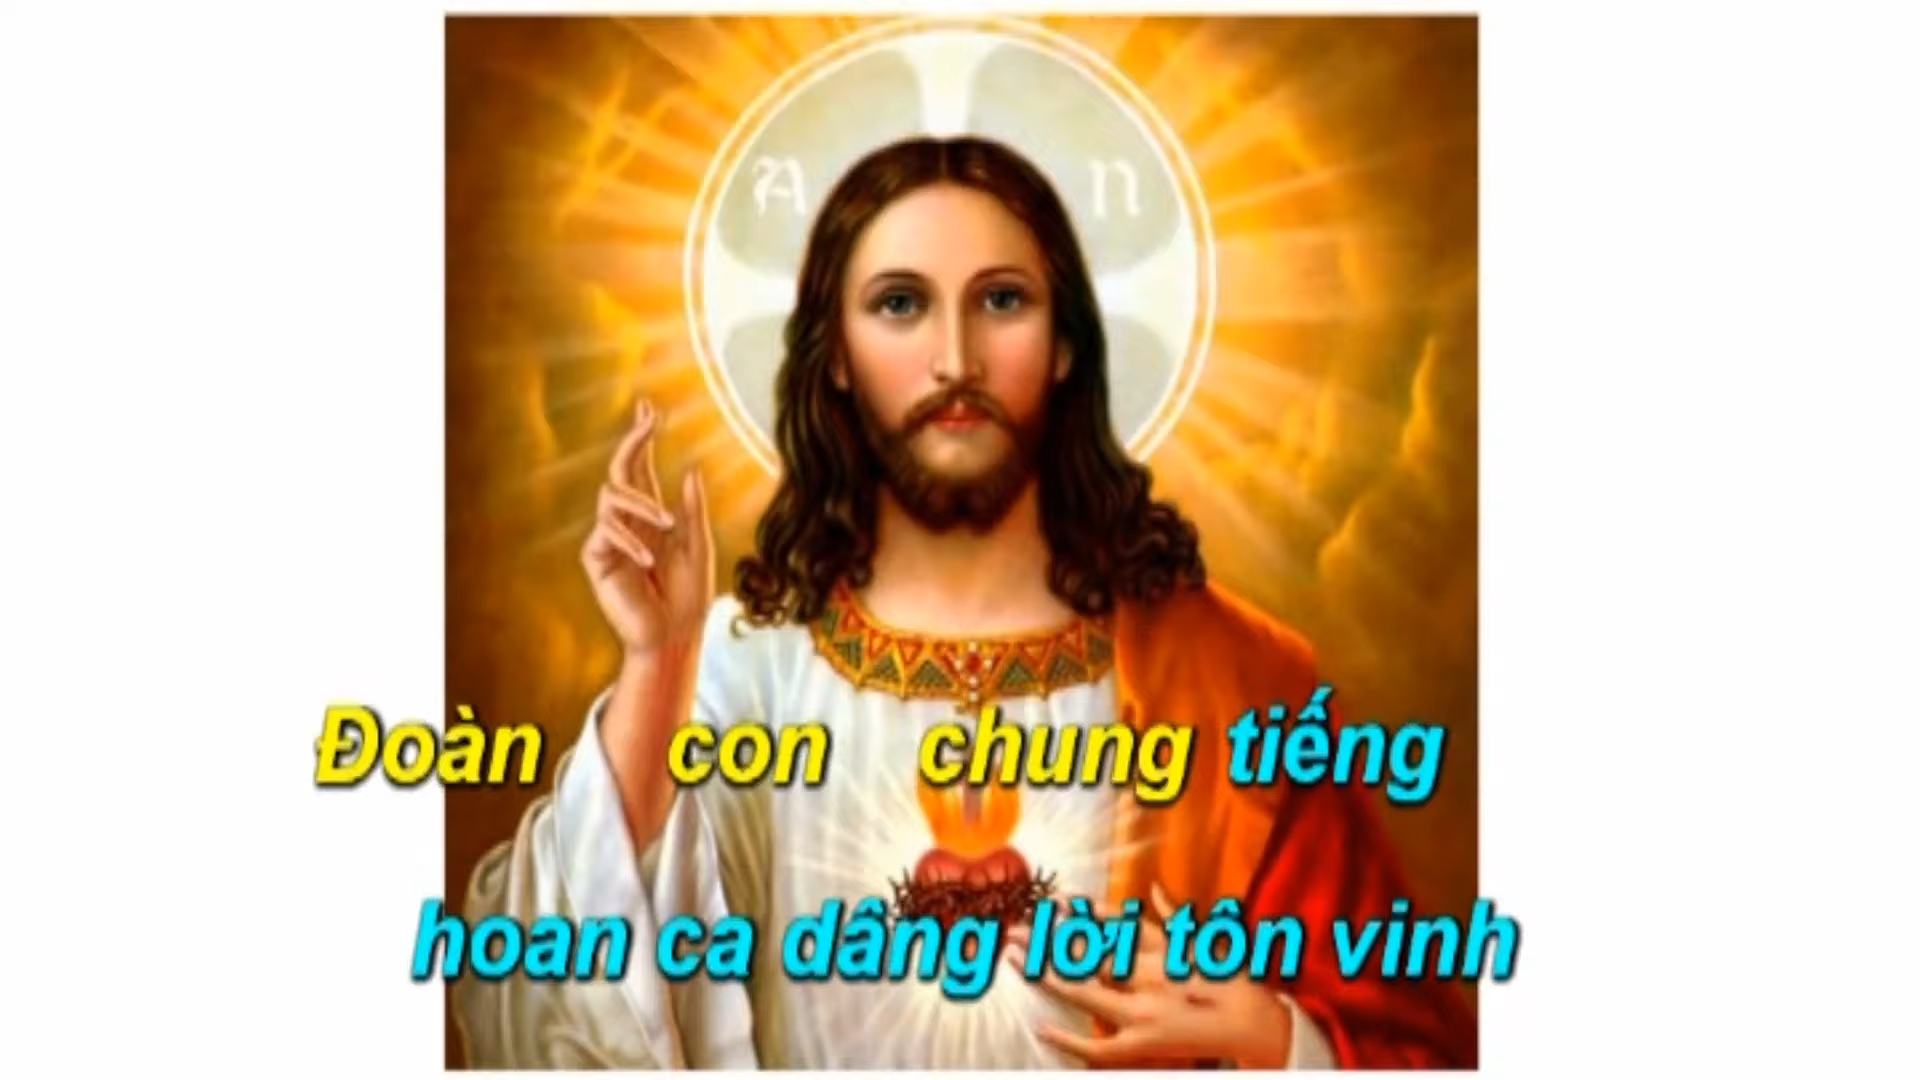 A Ω
Đoàn con chung tiếng
hoan ca dâng lời tôn vinh